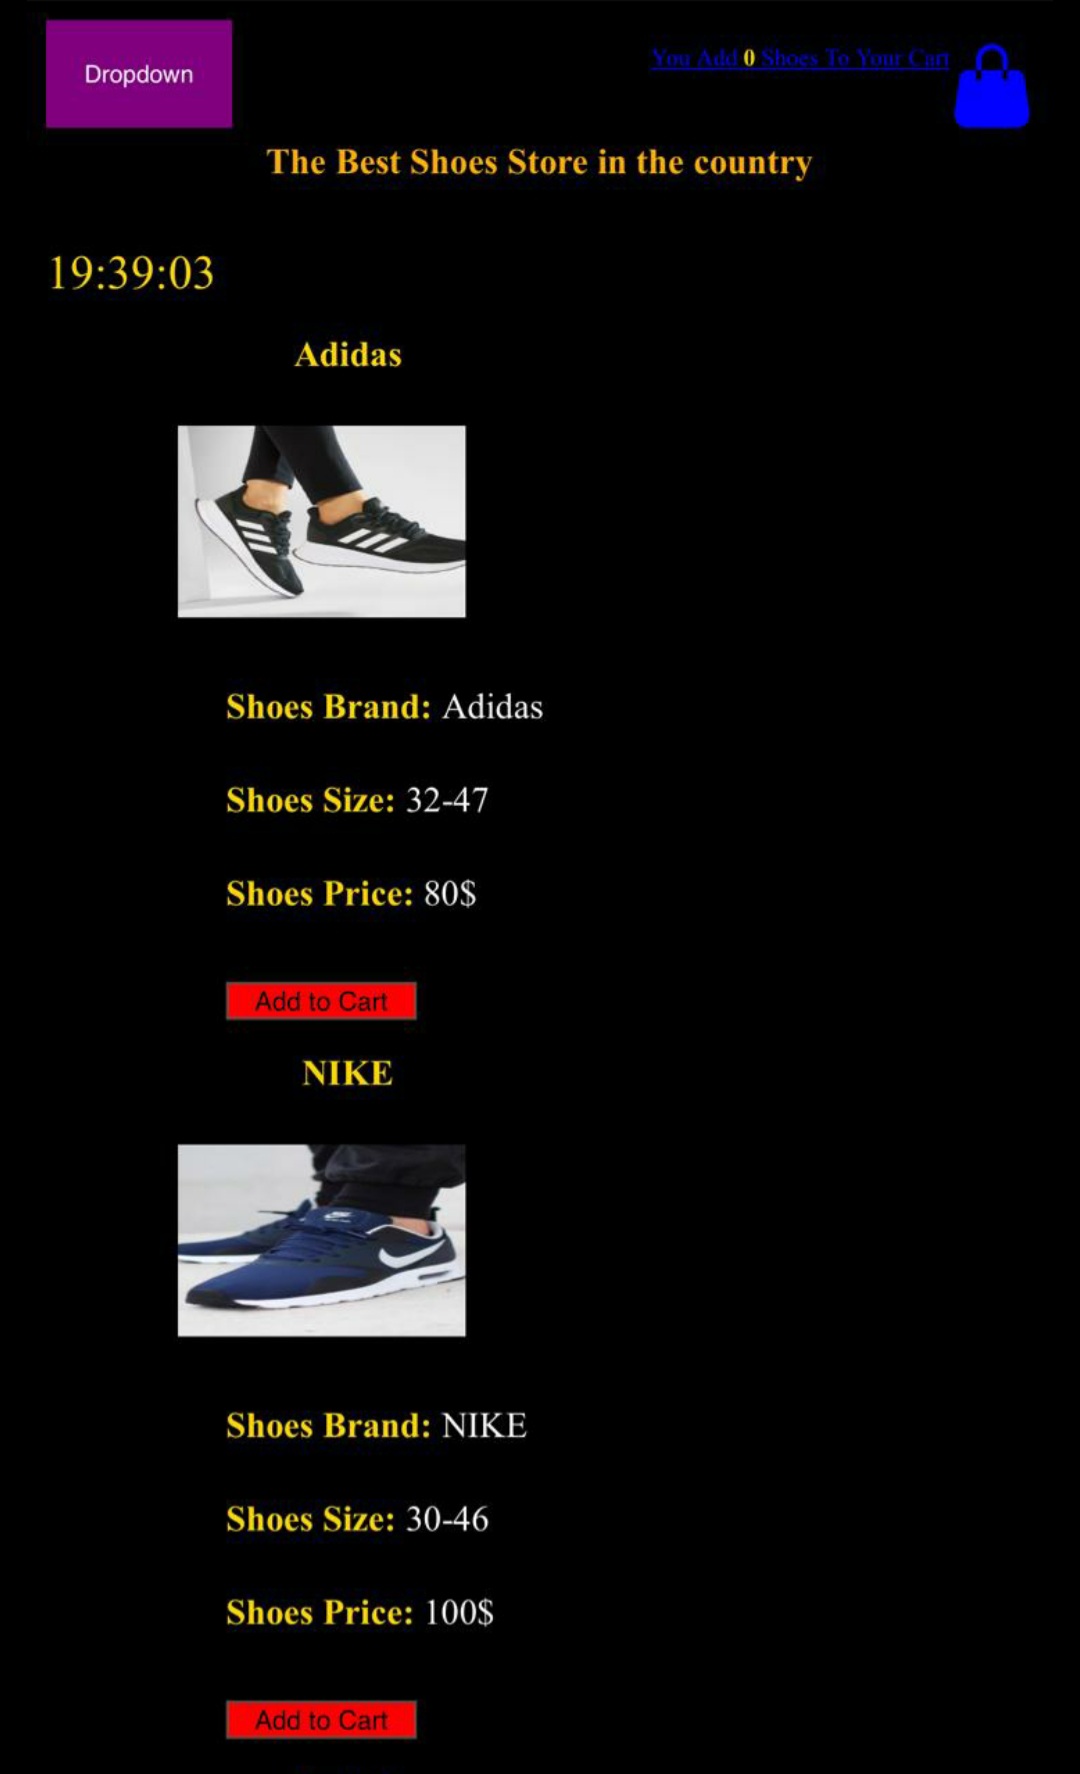 Dropdown
You Add 0 Shoes To Your Cart
The Best Shoes Store in the country
19:39:03
Adidas
Shoes Brand: Adidas
Shoes Size: 32-47
Shoes Price: 80$
Add to Cart
NIKE
Shoes Brand: NIKE
Shoes Size: 30-46
Shoes Price: 100$
Add to Cart